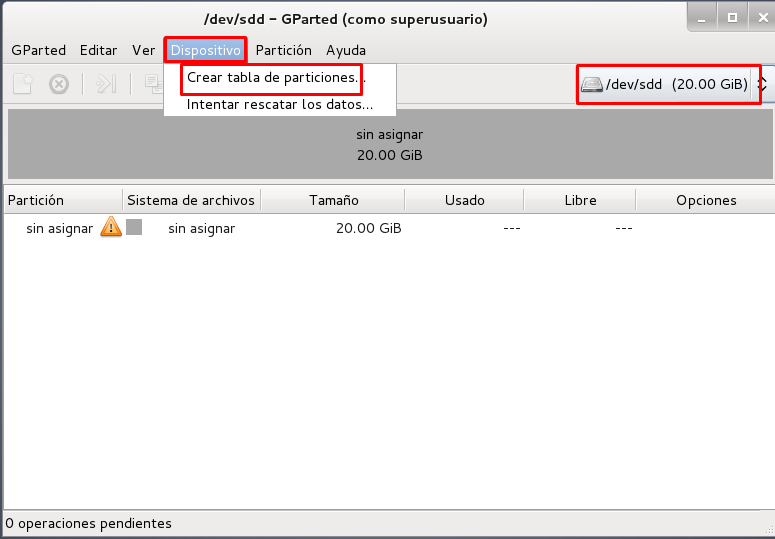 /dev/sdd - GParted (como superusuario)
GParted Editar Ver Dispositivo Partición Ayuda
Crear tabla de particiones...
/dev/sdd (20.00 GiB)
Intentar rescatar los datos...
sin asignar
20.00 GiB
Partición Sistema de archivos Tamaño Usado Libre Opciones
sin asignar sin asignar 20.00 GiB --- ---
0 operaciones pendientes